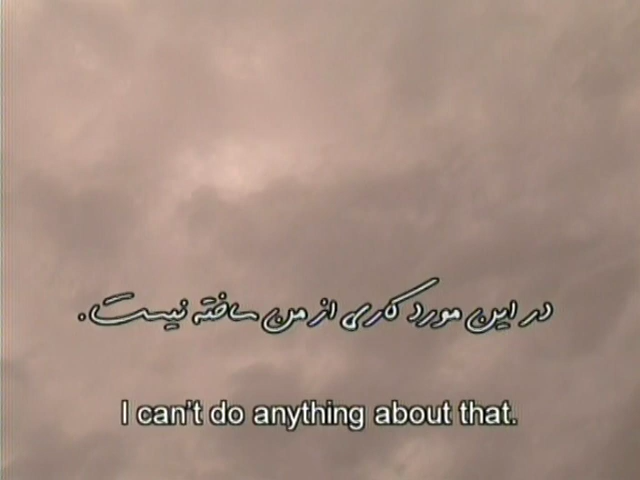 در این مورد کاری از من ساخته نیست.
I can't do anything about that.